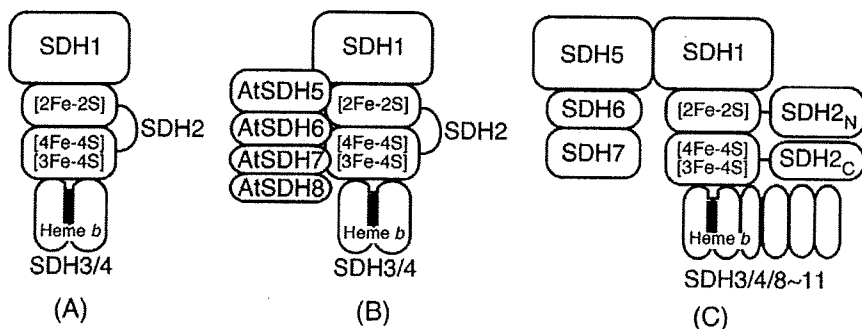 SDH1
[2Fe-2S]
[4Fe-4S]
[3Fe-4S]
SDH2
Heme b
SDH3/4
(A)
SDH1
AtSDH5
[2Fe-2S]
AtSDH6
SDH2
[4Fe-4S]
AtSDH7
[3Fe-4S]
AtSDH8
Heme b
SDH3/4
(B)
SDH5
SDH1
SDH6
[2Fe-2S]
SDH2N
SDH7
[4Fe-4S]
[3Fe-4S]
SDH2C
Heme b
SDH3/4/8~11
(C)